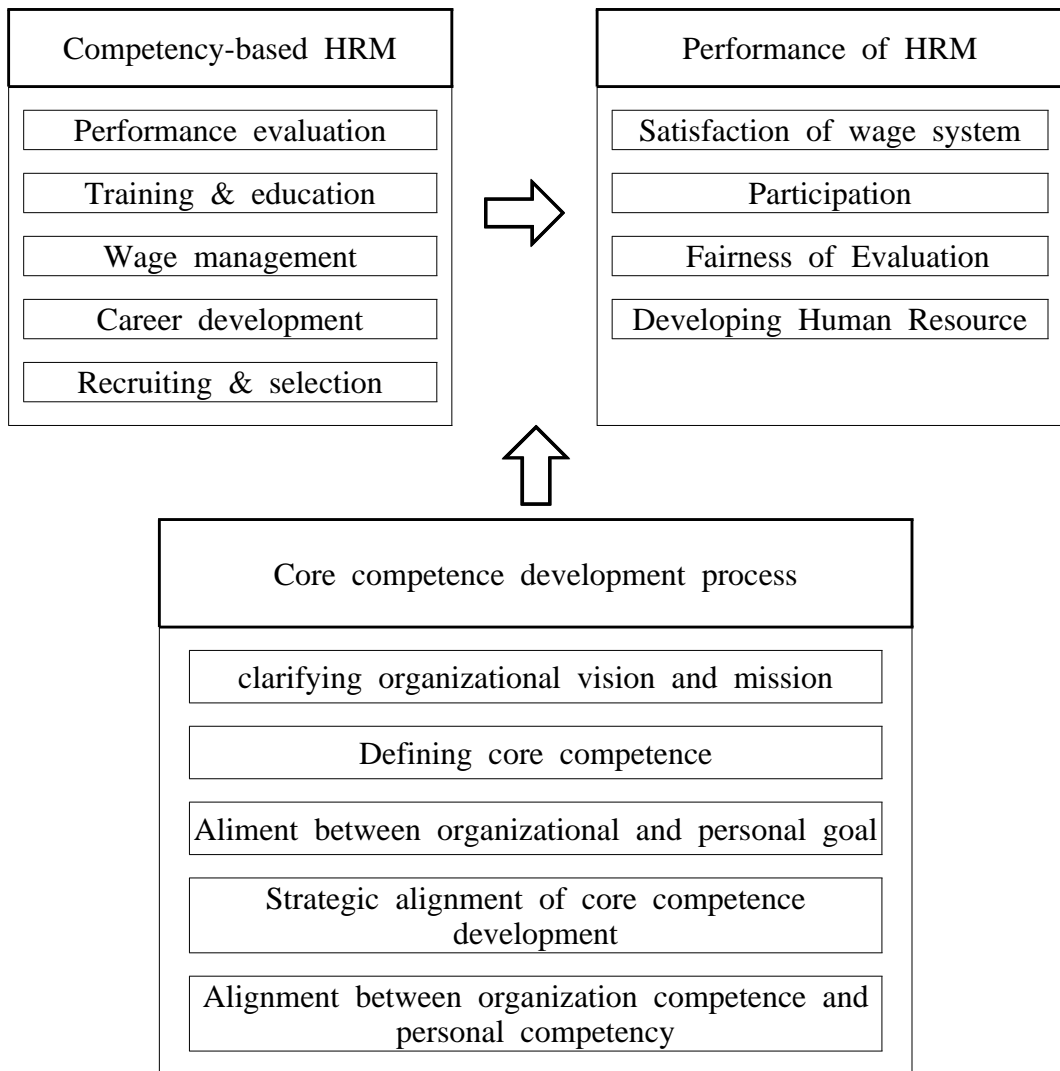 Competency-based HRM
Performance evaluation
Training & education
Wage management
Career development
Recruiting & selection
Performance of HRM
Satisfaction of wage system
Participation
Fairness of Evaluation
Developing Human Resource
Core competence development process
clarifying organizational vision and mission
Defining core competence
Aliment between organizational and personal goal
Strategic alignment of core competence
development
Alignment between organization competence and
personal competency